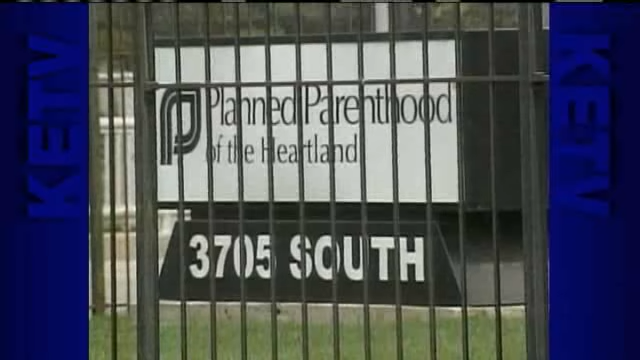 KETV
Planned Parenthood
of the Heartland
3705 SOUTH
KETV